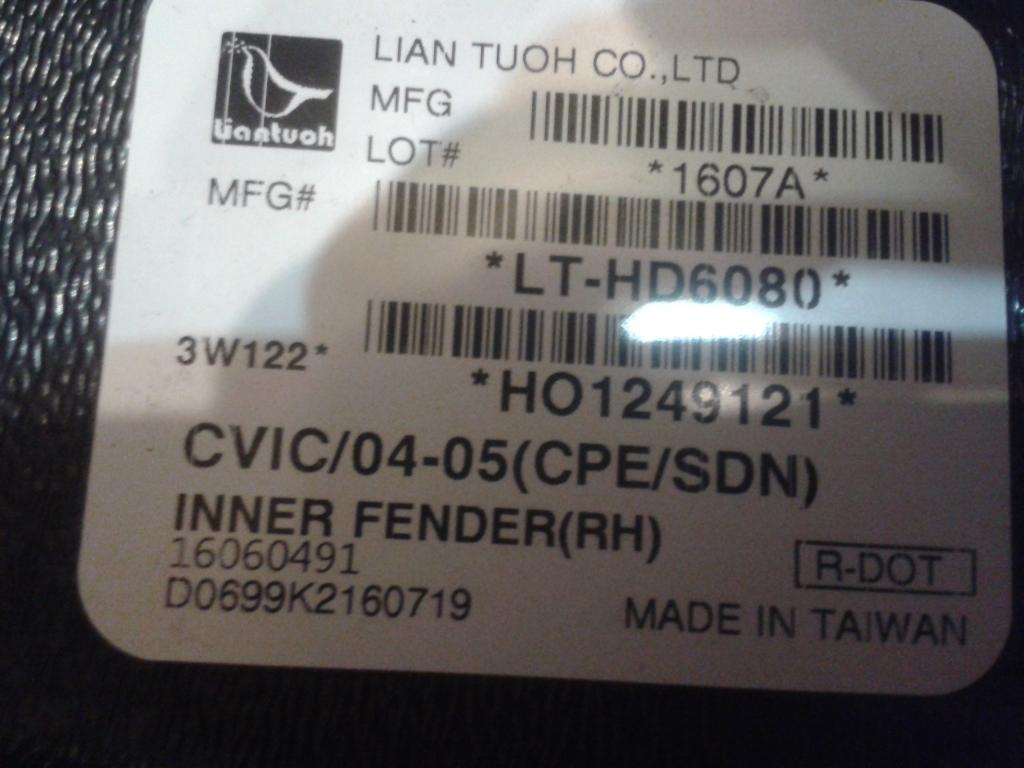 LIAN TUOH CO.,LTD
Liantuoh
MFG
LOT#
*1607A*
MFG#
*LT-HD6080*
3W122*
*HO1249121*
CVIC/04-05(CPE/SDN)
INNER FENDER(RH)
16060491
D0699K2160719
R-DOT
MADE IN TAIWAN